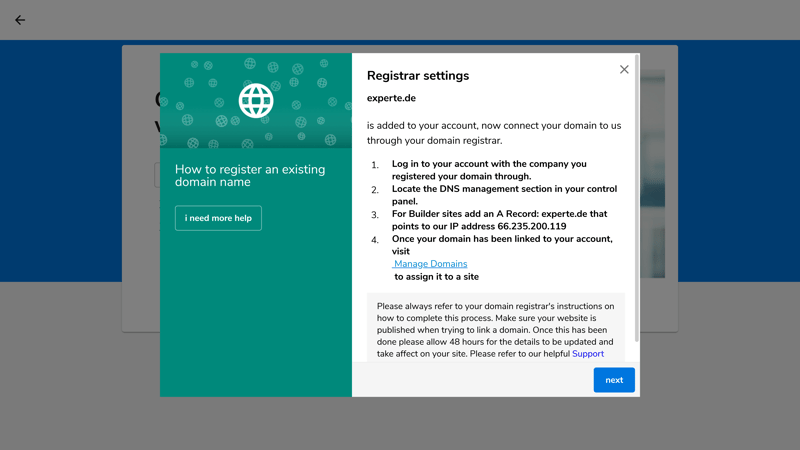 How to register an existing
domain name
i need more help
Registrar settings
experte.de
is added to your account, now connect your domain to us
through your domain registrar.
1. Log in to your account with the company you
registered your domain through.
2. Locate the DNS management section in your control
panel.
3. For Builder sites add an A Record: experte.de that
points to our IP address 66.235.200.119
4. Once your domain has been linked to your account,
visit
Manage Domains
to assign it to a site
Please always refer to your domain registrar's instructions on
how to complete this process. Make sure your website is
published when trying to link a domain. Once this has been
done please allow 48 hours for the details to be updated and
take affect on your site. Please refer to our helpful Support
next